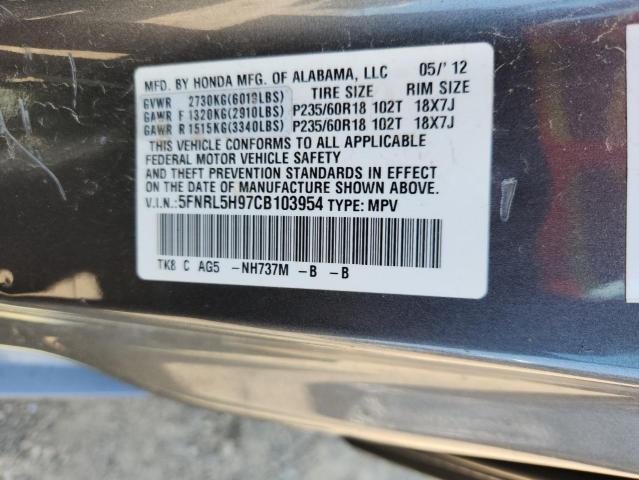 MFD. BY HONDA MFG. OF ALABAMA, LLC 05/'12
TIRE SIZE RIM SIZE
GVWR 2730KG(6019LBS)
GAWR F 1320KG(2910LBS) P235/60R18 102T 18X7J
GAWR R 1515KG(3340LBS) P235/60R18 102T 18X7J
THIS VEHICLE CONFORMS TO ALL APPLICABLE
FEDERAL MOTOR VEHICLE SAFETY
AND THEFT PREVENTION STANDARDS IN EFFECT
ON THE DATE OF MANUFACTURE SHOWN ABOVE.
V.I.N.: 5FNRL5H97CB103954 TYPE: MPV
TK8 C AG5 -NH737M -B -B